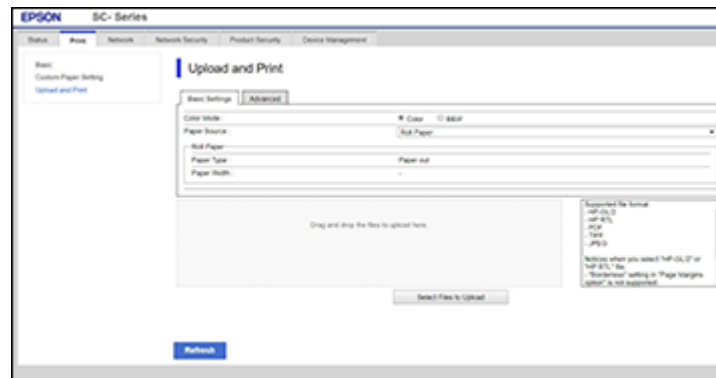 EPSON SC- Series
Status Print Network Network Security Product Security Device Management
Basic
Custom Paper Setting
Upload and Print
Upload and Print
Basic Settings Advanced
Color Mode : Color B&W
Paper Source : Roll Paper
Roll Paper
Paper Type : Paper out
Paper Width : -
Drag and drop the files to upload here.
Supported file format
- HP-GL/2
- HP RTL
- PDF
- TIFF
- JPEG
Notices when you select "HP-GL/2" or
"HP RTL" file.
- "Borderless" setting in "Page Margins
option" is not supported.
Select Files to Upload
Refresh